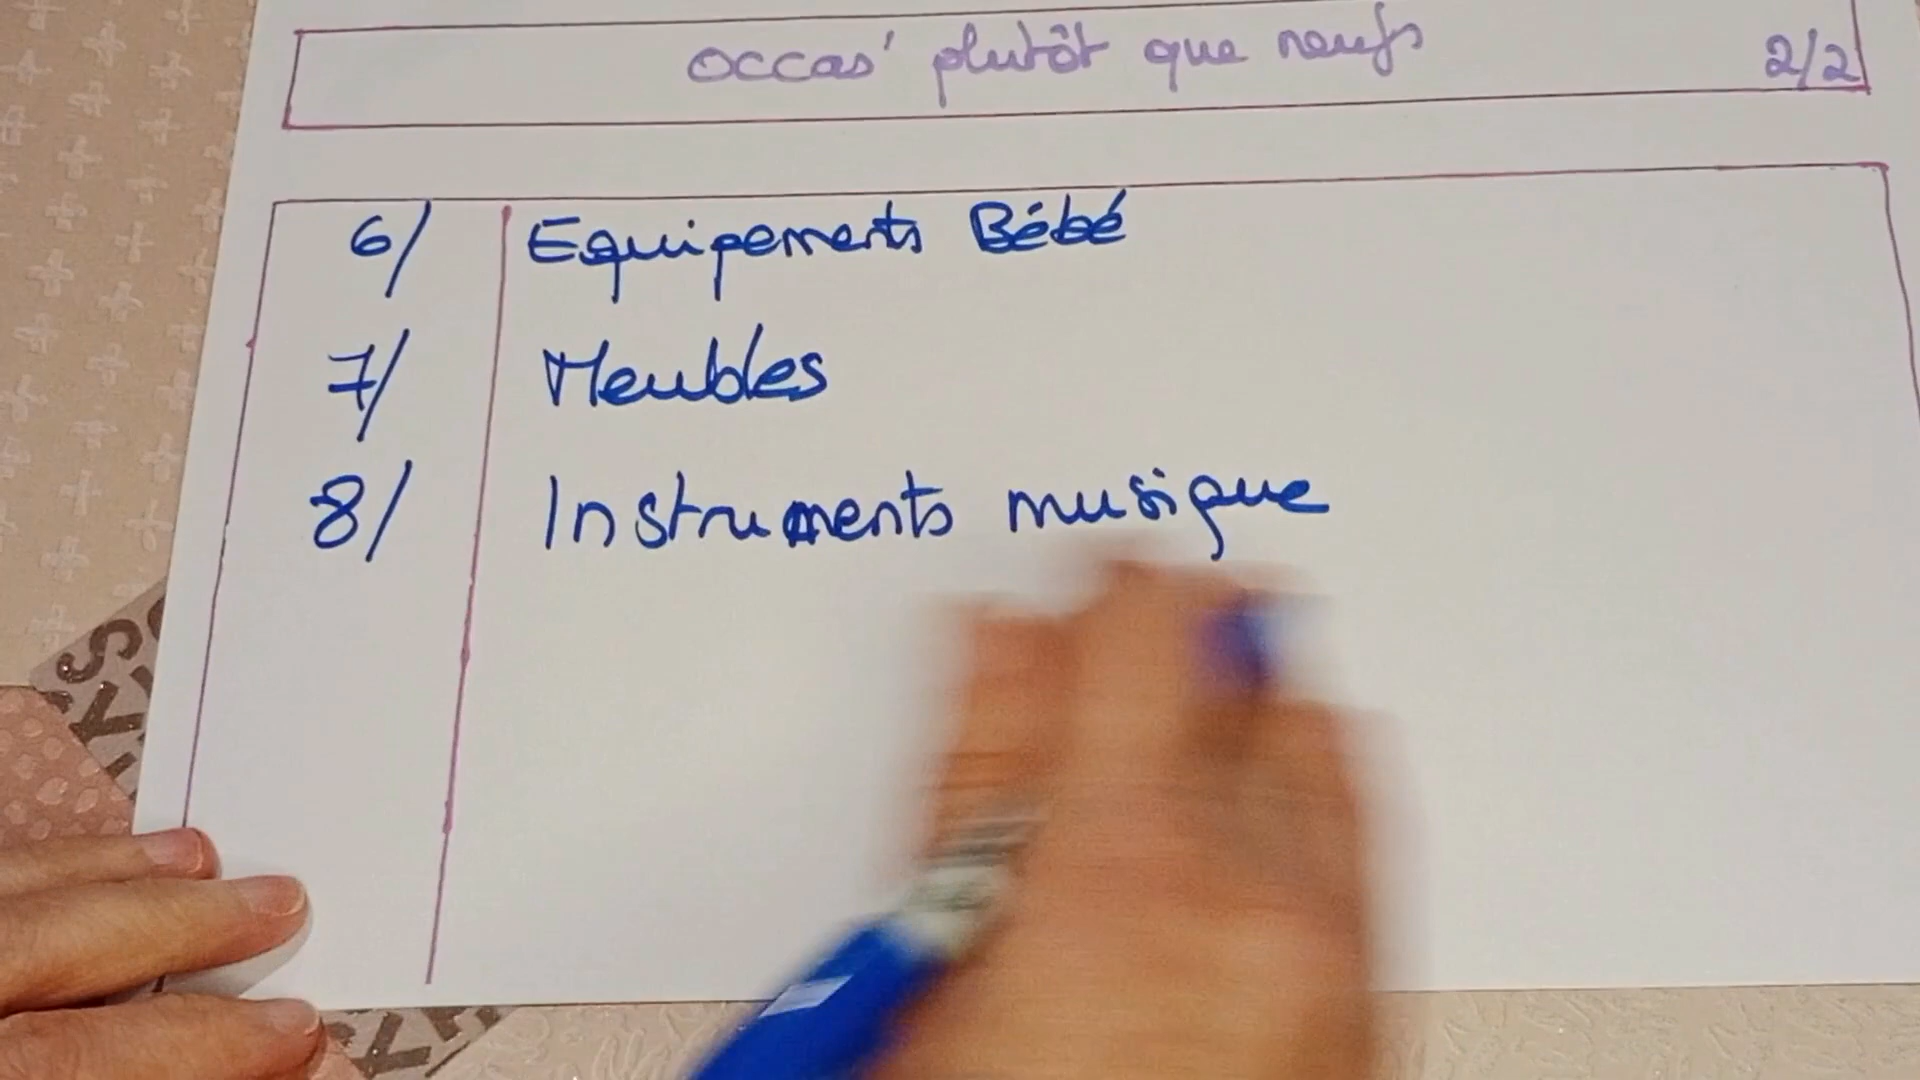 occas' plutôt que neufs 2/2
6/ Equipements Bébé
7/ Meubles
8/ Instruments musique